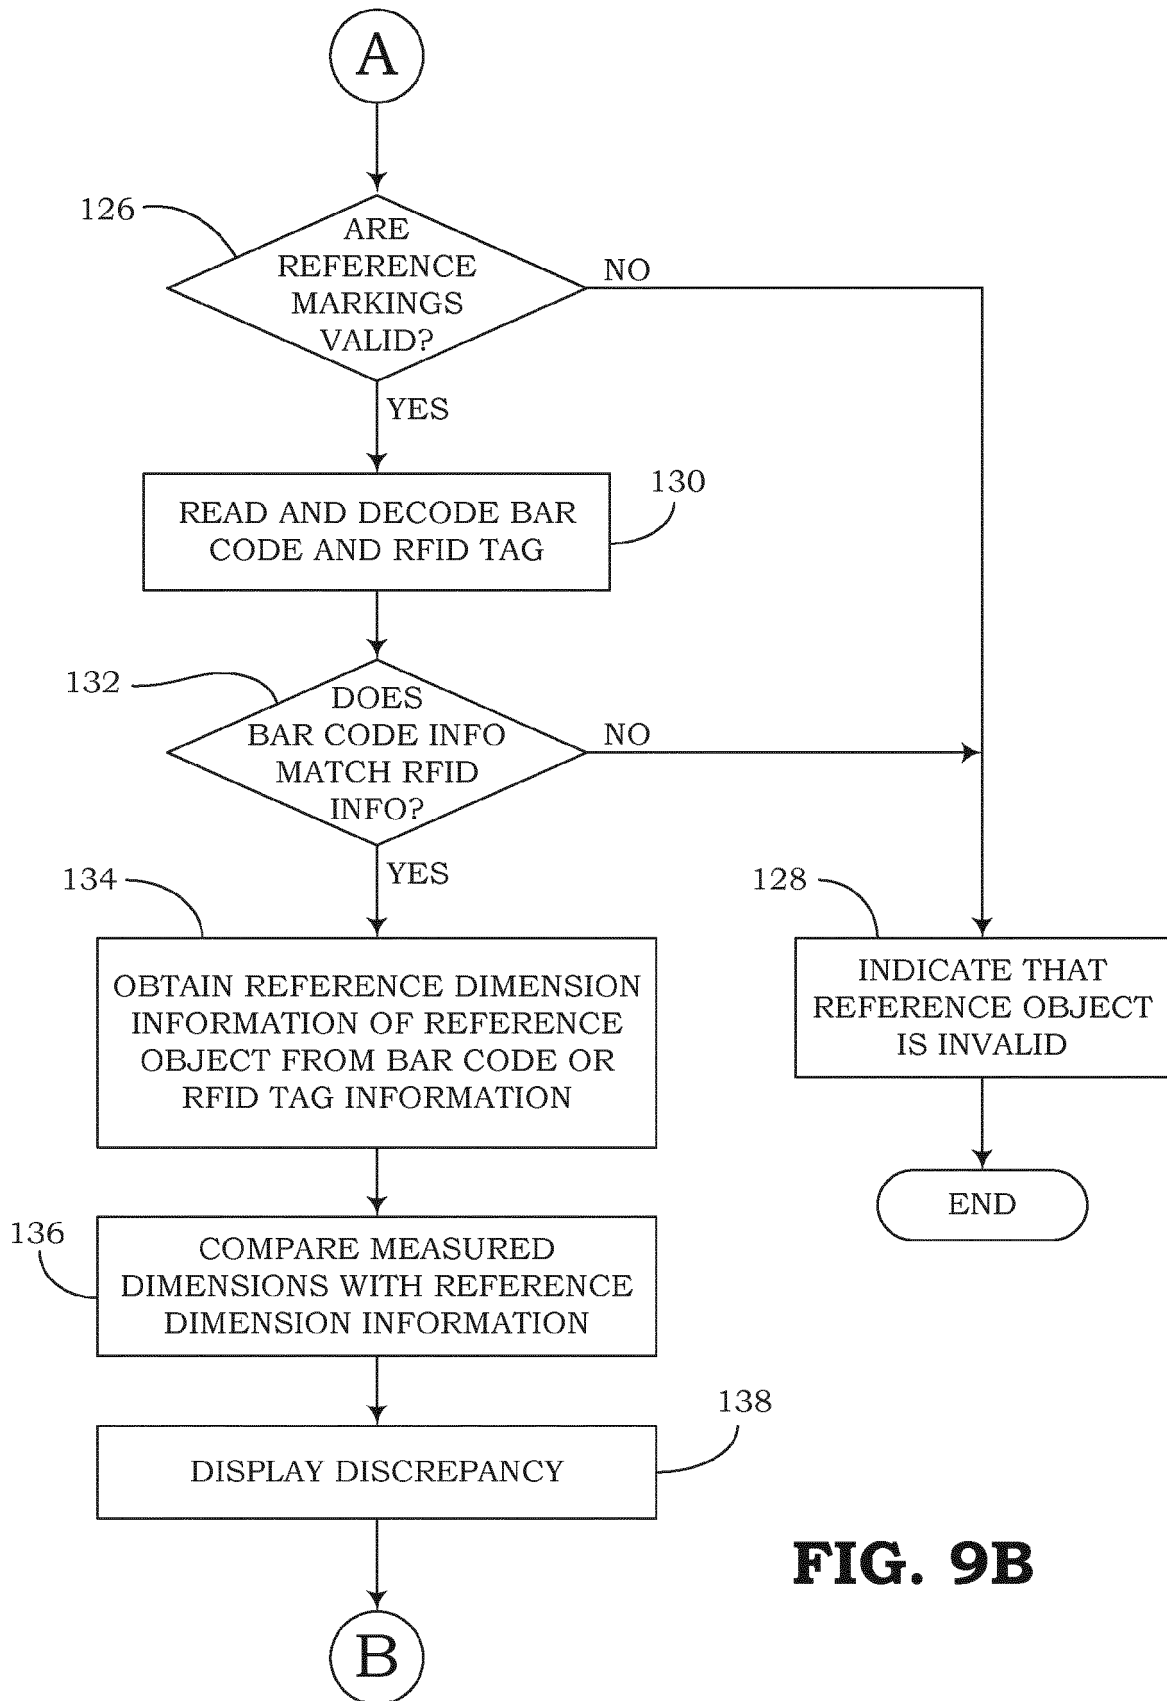 A
126
ARE
REFERENCE
MARKINGS
VALID?
NO
YES
130
READ AND DECODE BAR
CODE AND RFID TAG
132
DOES
BAR CODE INFO
MATCH RFID
INFO?
NO
YES
134
OBTAIN REFERENCE DIMENSION
INFORMATION OF REFERENCE
OBJECT FROM BAR CODE OR
RFID TAG INFORMATION
128
INDICATE THAT
REFERENCE OBJECT
IS INVALID
END
136
COMPARE MEASURED
DIMENSIONS WITH REFERENCE
DIMENSION INFORMATION
138
DISPLAY DISCREPANCY
B
FIG. 9B